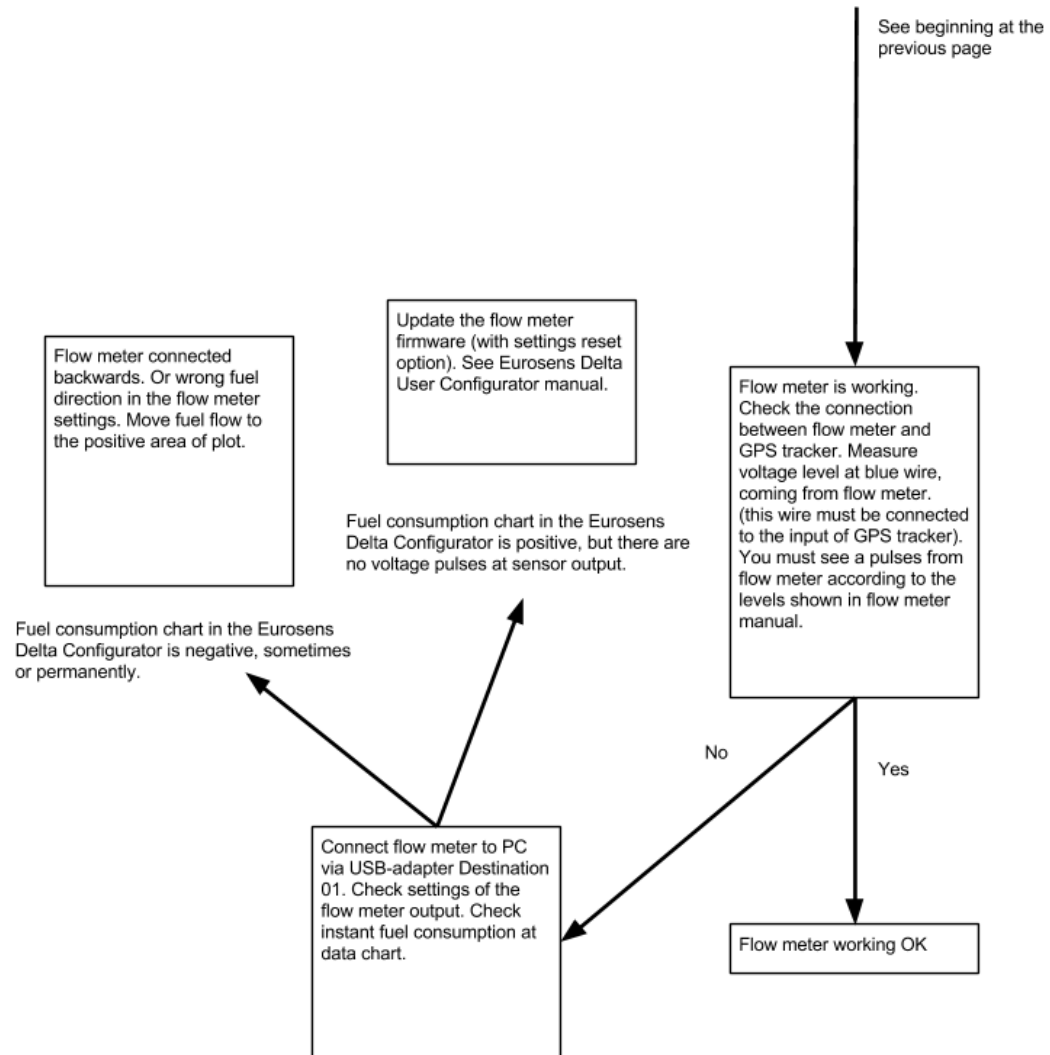 See beginning at the
previous page
Update the flow meter
firmware (with settings reset
option). See Eurosens Delta
User Configurator manual.
Flow meter connected
backwards. Or wrong fuel
direction in the flow meter
settings. Move fuel flow to
the positive area of plot.
Flow meter is working.
Check the connection
between flow meter and
GPS tracker. Measure
voltage level at blue wire,
coming from flow meter.
(this wire must be connected
to the input of GPS tracker).
You must see a pulses from
flow meter according to the
levels shown in flow meter
manual.
Fuel consumption chart in the Eurosens
Delta Configurator is positive, but there are
no voltage pulses at sensor output.
Fuel consumption chart in the Eurosens
Delta Configurator is negative, sometimes
or permanently.
No
Yes
Connect flow meter to PC
via USB-adapter Destination
01. Check settings of the
flow meter output. Check
instant fuel consumption at
data chart.
Flow meter working OK